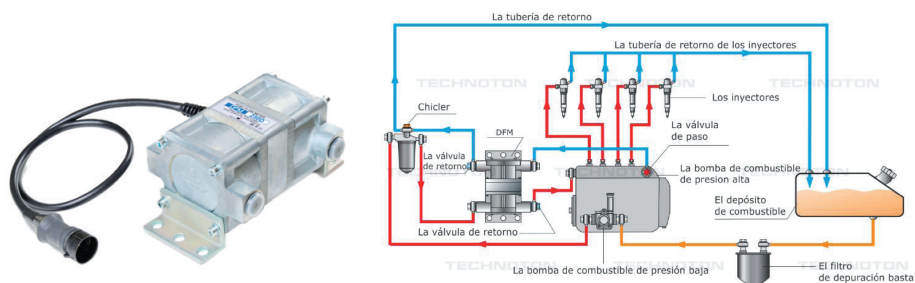 La tubería de retorno
La tubería de retorno de los inyectores
TECHNOTON
TECHNOTON
Chicler
DFM
Los inyectores
La válvula
de paso
La válvula
de retorno
La bomba de combustible
de presion alta
El depósito
de combustible
La válvula de retorno
TECHNOTON
TECHNOTON
La bomba de combustible de presión baja
El filtro
de depuración basta